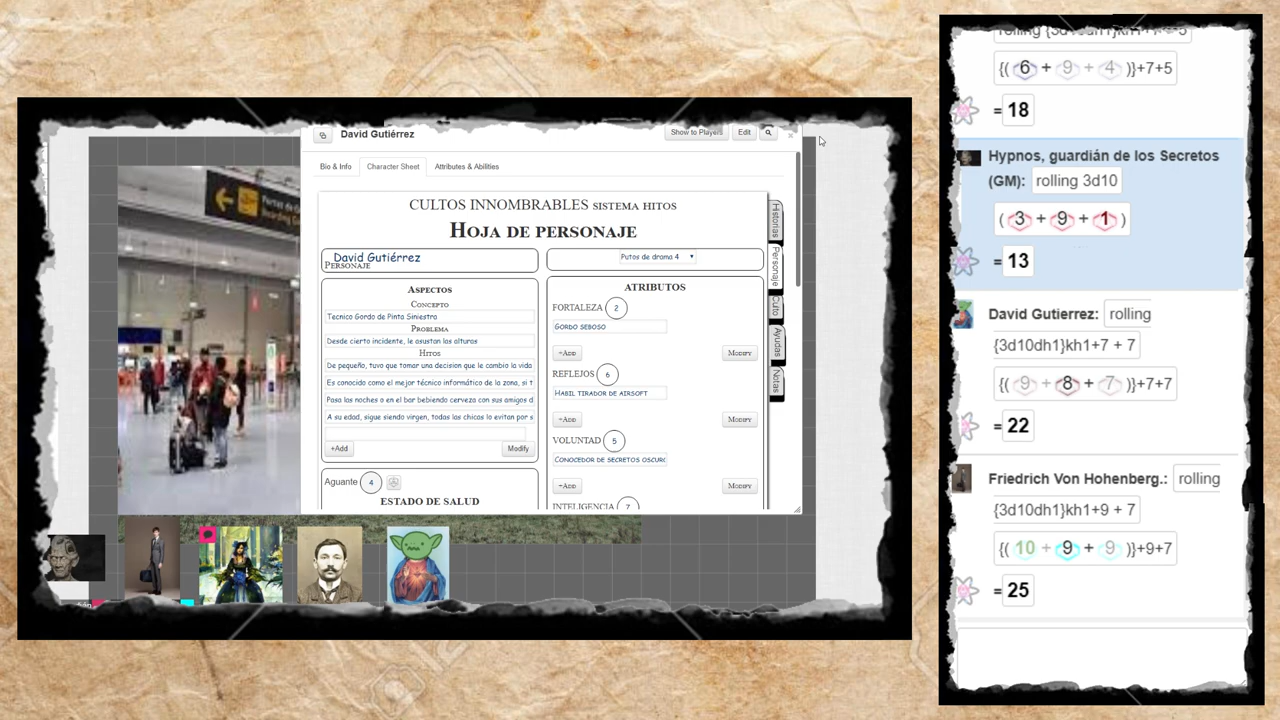 David Gutiérrez
Show to Players
Edit
Bio & Info
Character Sheet
Attributes & Abilities
CULTOS INNOMBRABLES SISTEMA HITOS
HOJA DE PERSONAJE
David Gutiérrez
PERSONAJE
Putos de droma 4
ASPECTOS
CONCEPTO
Tecnico Gordo de Pinta Siniestra
PROBLEMA
Desde cierto incidente, le asustan las alturas
HITOS
De pequeño, tuvo que tomar una decision que le cambio la vida
Es conocido como el mejor técnico informático de la zona, si t
Pasa las noches o en el bar bebiendo cerveza con sus amigos d
A su edad, sigue siendo virgen, todas las chicas lo evitan por s
+Add
Modify
Aguante 4
ESTADO DE SALUD
ATRIBUTOS
FORTALEZA 2
GORDO SEBOSO
+ADD
MODIFY
REFLEJOS 6
HABIL TIRADOR DE AIRSOFT
+ADD
MODIFY
VOLUNTAD 5
CONOCEDOR DE SECRETOS OSCURO
+ADD
MODIFY
INTELIGENCIA 7
Historias
Personaje
Culto
Ayudas
Notas
{( 6 + 9 + 4 )}+7+5
=18
Hypnos, guardián de los Secretos
(GM): rolling 3d10
( 3 + 9 + 1 )
=13
David Gutierrez: rolling
{3d10dh1}kh1+7 + 7
{( 9 + 8 + 7 )}+7+7
=22
Friedrich Von Hohenberg.: rolling
{3d10dh1}kh1+9 + 7
{( 10 + 9 + 9 )}+9+7
=25